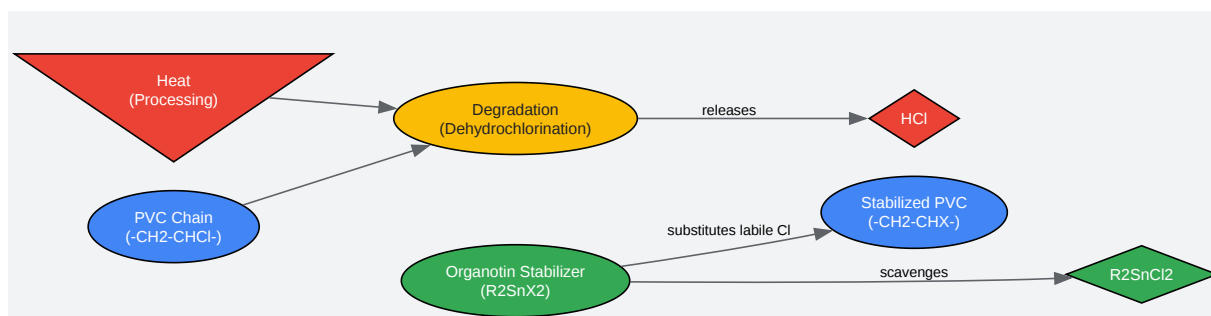 Heat
(Processing)
Degradation
(Dehydrochlorination)
releases
HCl
PVC Chain
(-CH2-CHCl-)
Stabilized PVC
(-CH2-CHX-)
substitutes labile Cl
Organotin Stabilizer
(R2SnX2)
scavenges
R2SnCl2